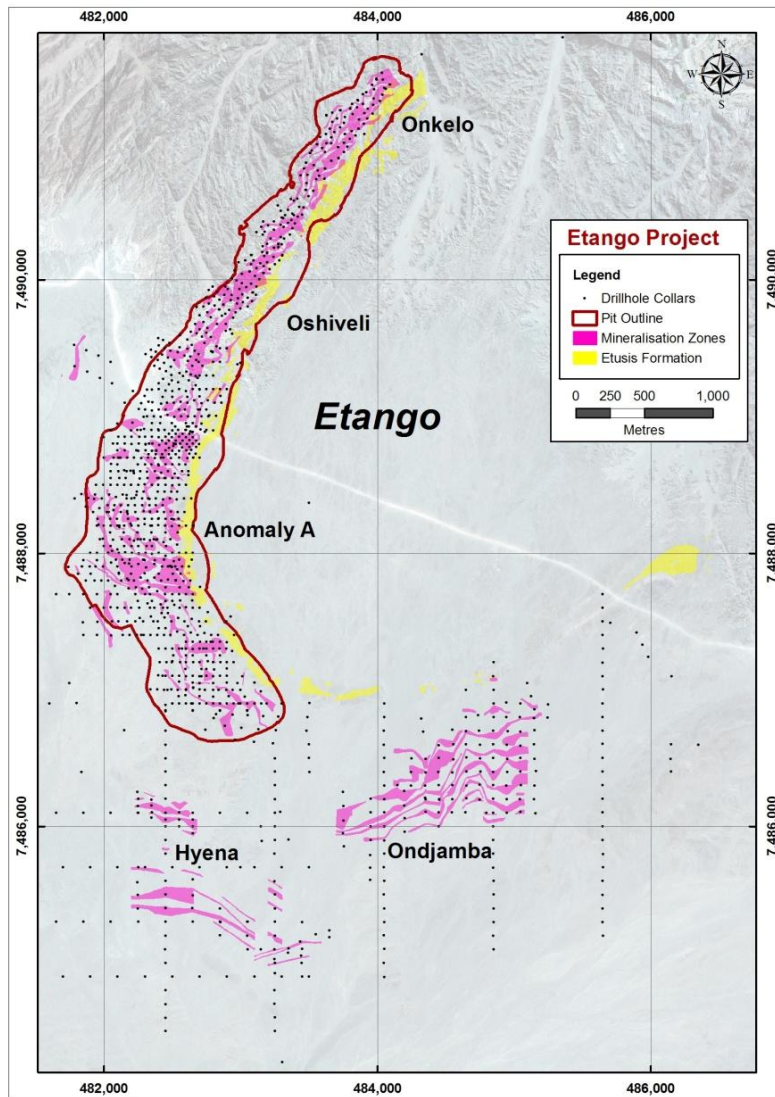 482,000 484,000 486,000
N
W E
S
Onkelo
Etango Project
Legend
Drillhole Collars
Pit Outline
Mineralisation Zones
Etusis Formation
0 250 500 1,000
Metres
7,490,000 7,490,000
Oshiveli
Etango
Anomaly A
7,488,000 7,488,000
7,486,000 7,486,000
Hyena Ondjamba
482,000 484,000 486,000